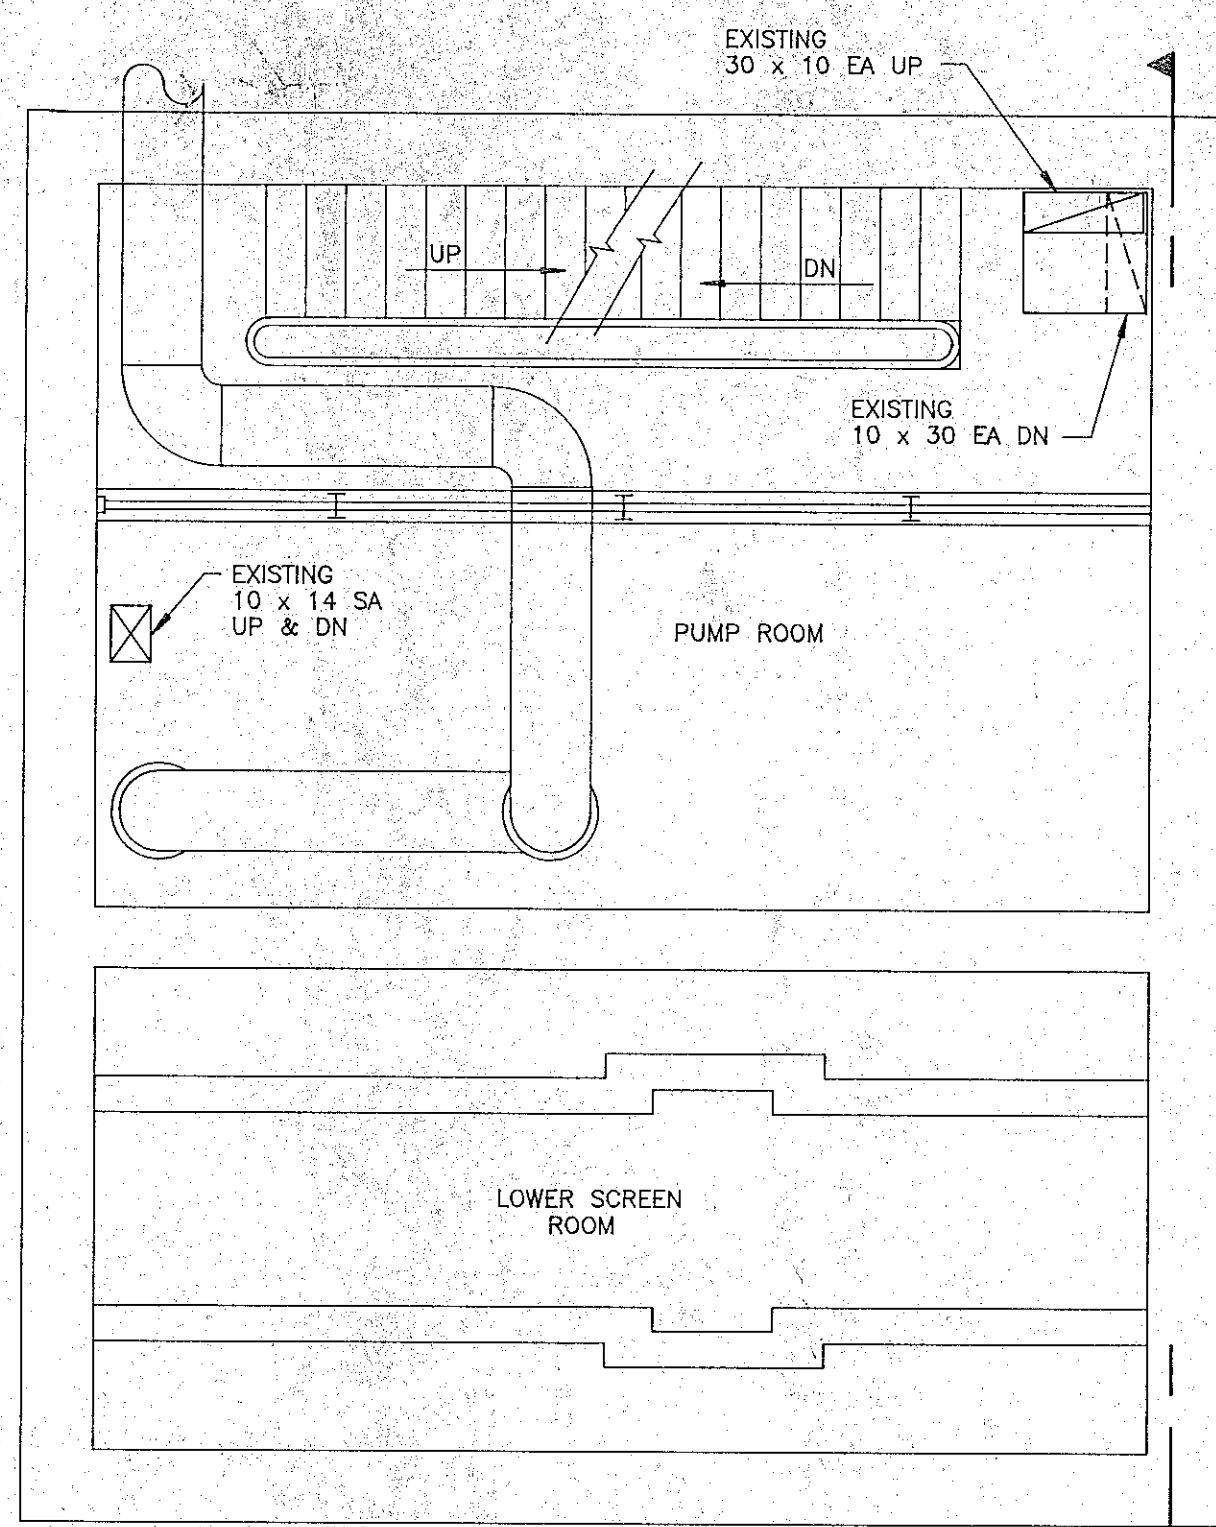 EXISTING
30 x 10 EA UP
UP
DN
EXISTING
10 x 30 EA DN
EXISTING
10 x 14 SA
UP & DN
PUMP ROOM
LOWER SCREEN
ROOM